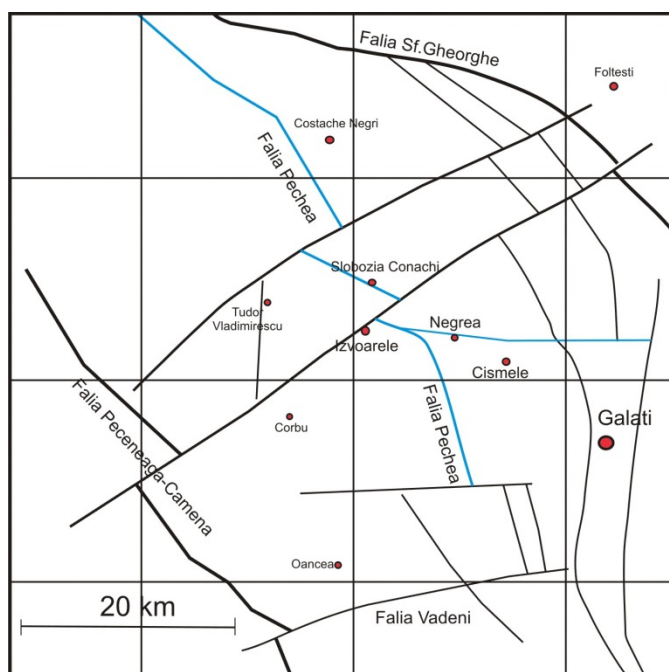 Falia Sf.Gheorghe
Foltesti
Costache Negri
Falia Pechea
Slobozia Conachi
Tudor
Vladimirescu
Izvoarele
Negrea
Cismele
Falia Peceneaga-Camena
Falia Pechea
Corbu
Galati
Oancea
20 km
Falia Vadeni